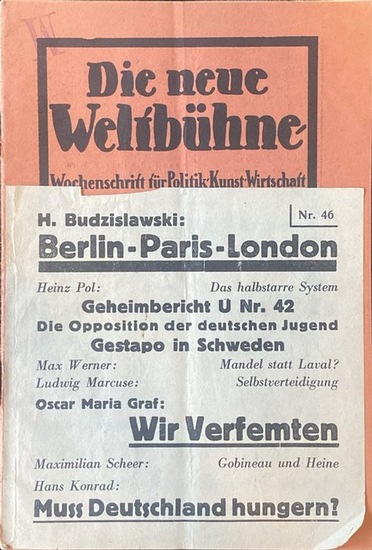 W
Die neue
Weltbühne
Wochenschrift für Politik·Kunst·Wirtschaft
H. Budzislawski: Nr. 46
Berlin-Paris-London
Heinz Pol: Das halbstarre System
Geheimbericht U Nr. 42
Die Opposition der deutschen Jugend
Gestapo in Schweden
Max Werner: Mandel statt Laval?
Ludwig Marcuse: Selbstverteidigung
Oscar Maria Graf:
Wir Verfemten
Maximilian Scheer: Gobineau und Heine
Hans Konrad:
Muss Deutschland hungern?